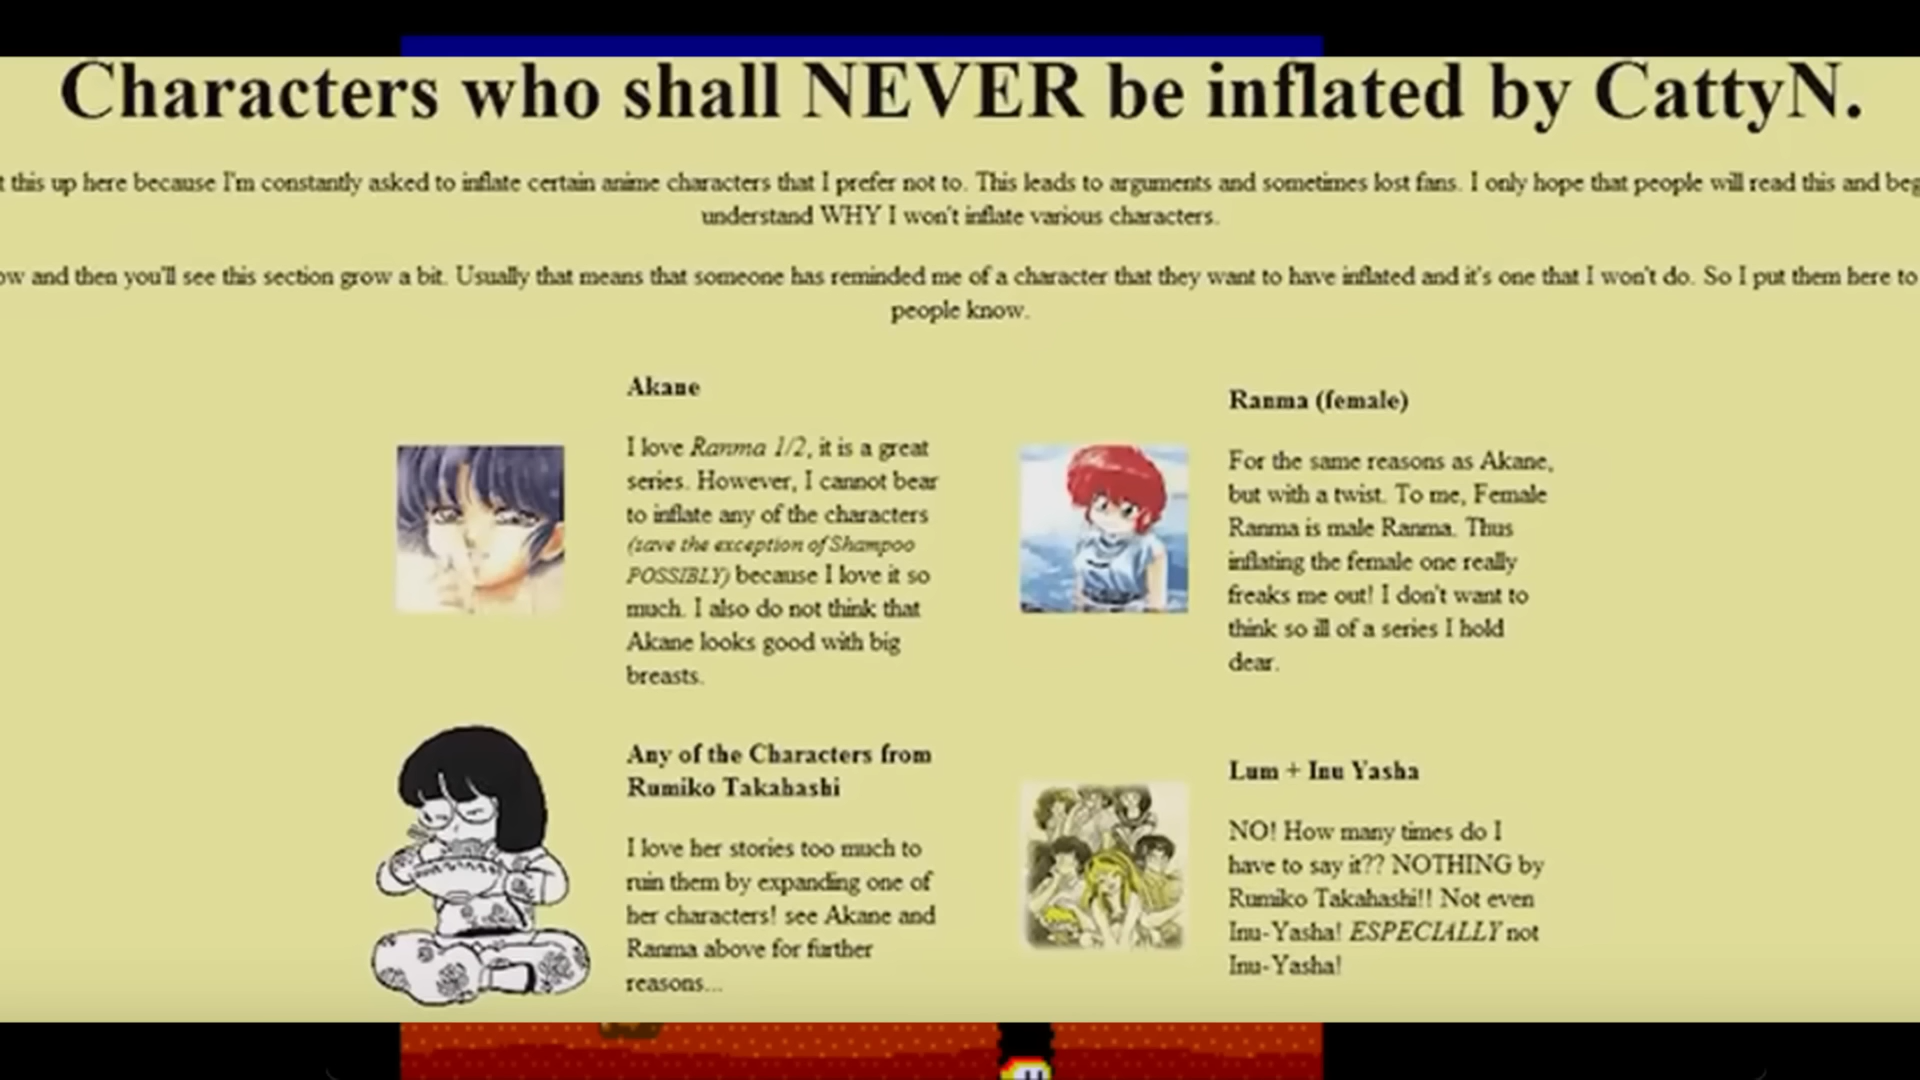 Characters who shall NEVER be inflated by CattyN.
this up here because I'm constantly asked to inflate certain anime characters that I prefer not to. This leads to arguments and sometimes lost fans. I only hope that people will read this and
understand WHY I won't inflate various characters.
and then you'll see this section grow a bit. Usually that means that someone has reminded me of a character that they want to have inflated and it's one that I won't do. So I put them here to
people know.
Akane
I love Ranma 1/2, it is a great
series. However, I cannot bear
to inflate any of the characters
(save the exception of Shampoo
POSSIBLY) because I love it so
much. I also do not think that
Akane looks good with big
breasts.
Ranma (female)
For the same reasons as Akane,
but with a twist. To me, Female
Ranma is male Ranma. Thus
inflating the female one really
freaks me out! I don't want to
think so ill of a series I hold
dear.
Any of the Characters from
Rumiko Takahashi
I love her stories too much to
ruin them by expanding one of
her characters! see Akane and
Ranma above for further
reasons...
Lum + Inu Yasha
NO! How many times do I
have to say it?? NOTHING by
Rumiko Takahashi!! Not even
Inu-Yasha! ESPECIALLY not
Inu-Yasha!